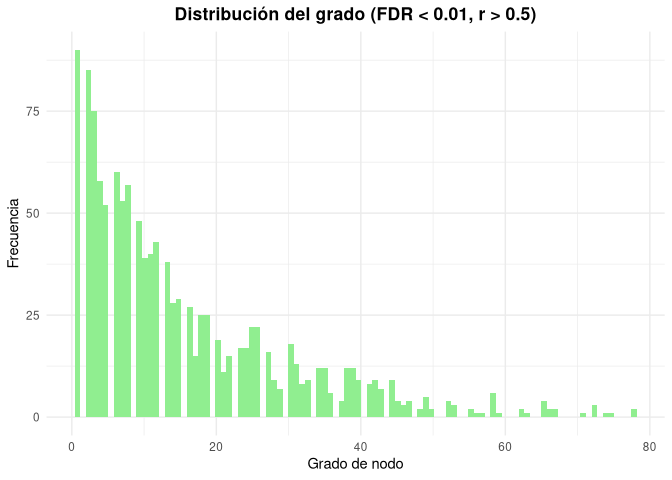 Distribución del grado (FDR < 0.01, r > 0.5)
Frecuencia
75
50
25
0
0 20 40 60 80
Grado de nodo